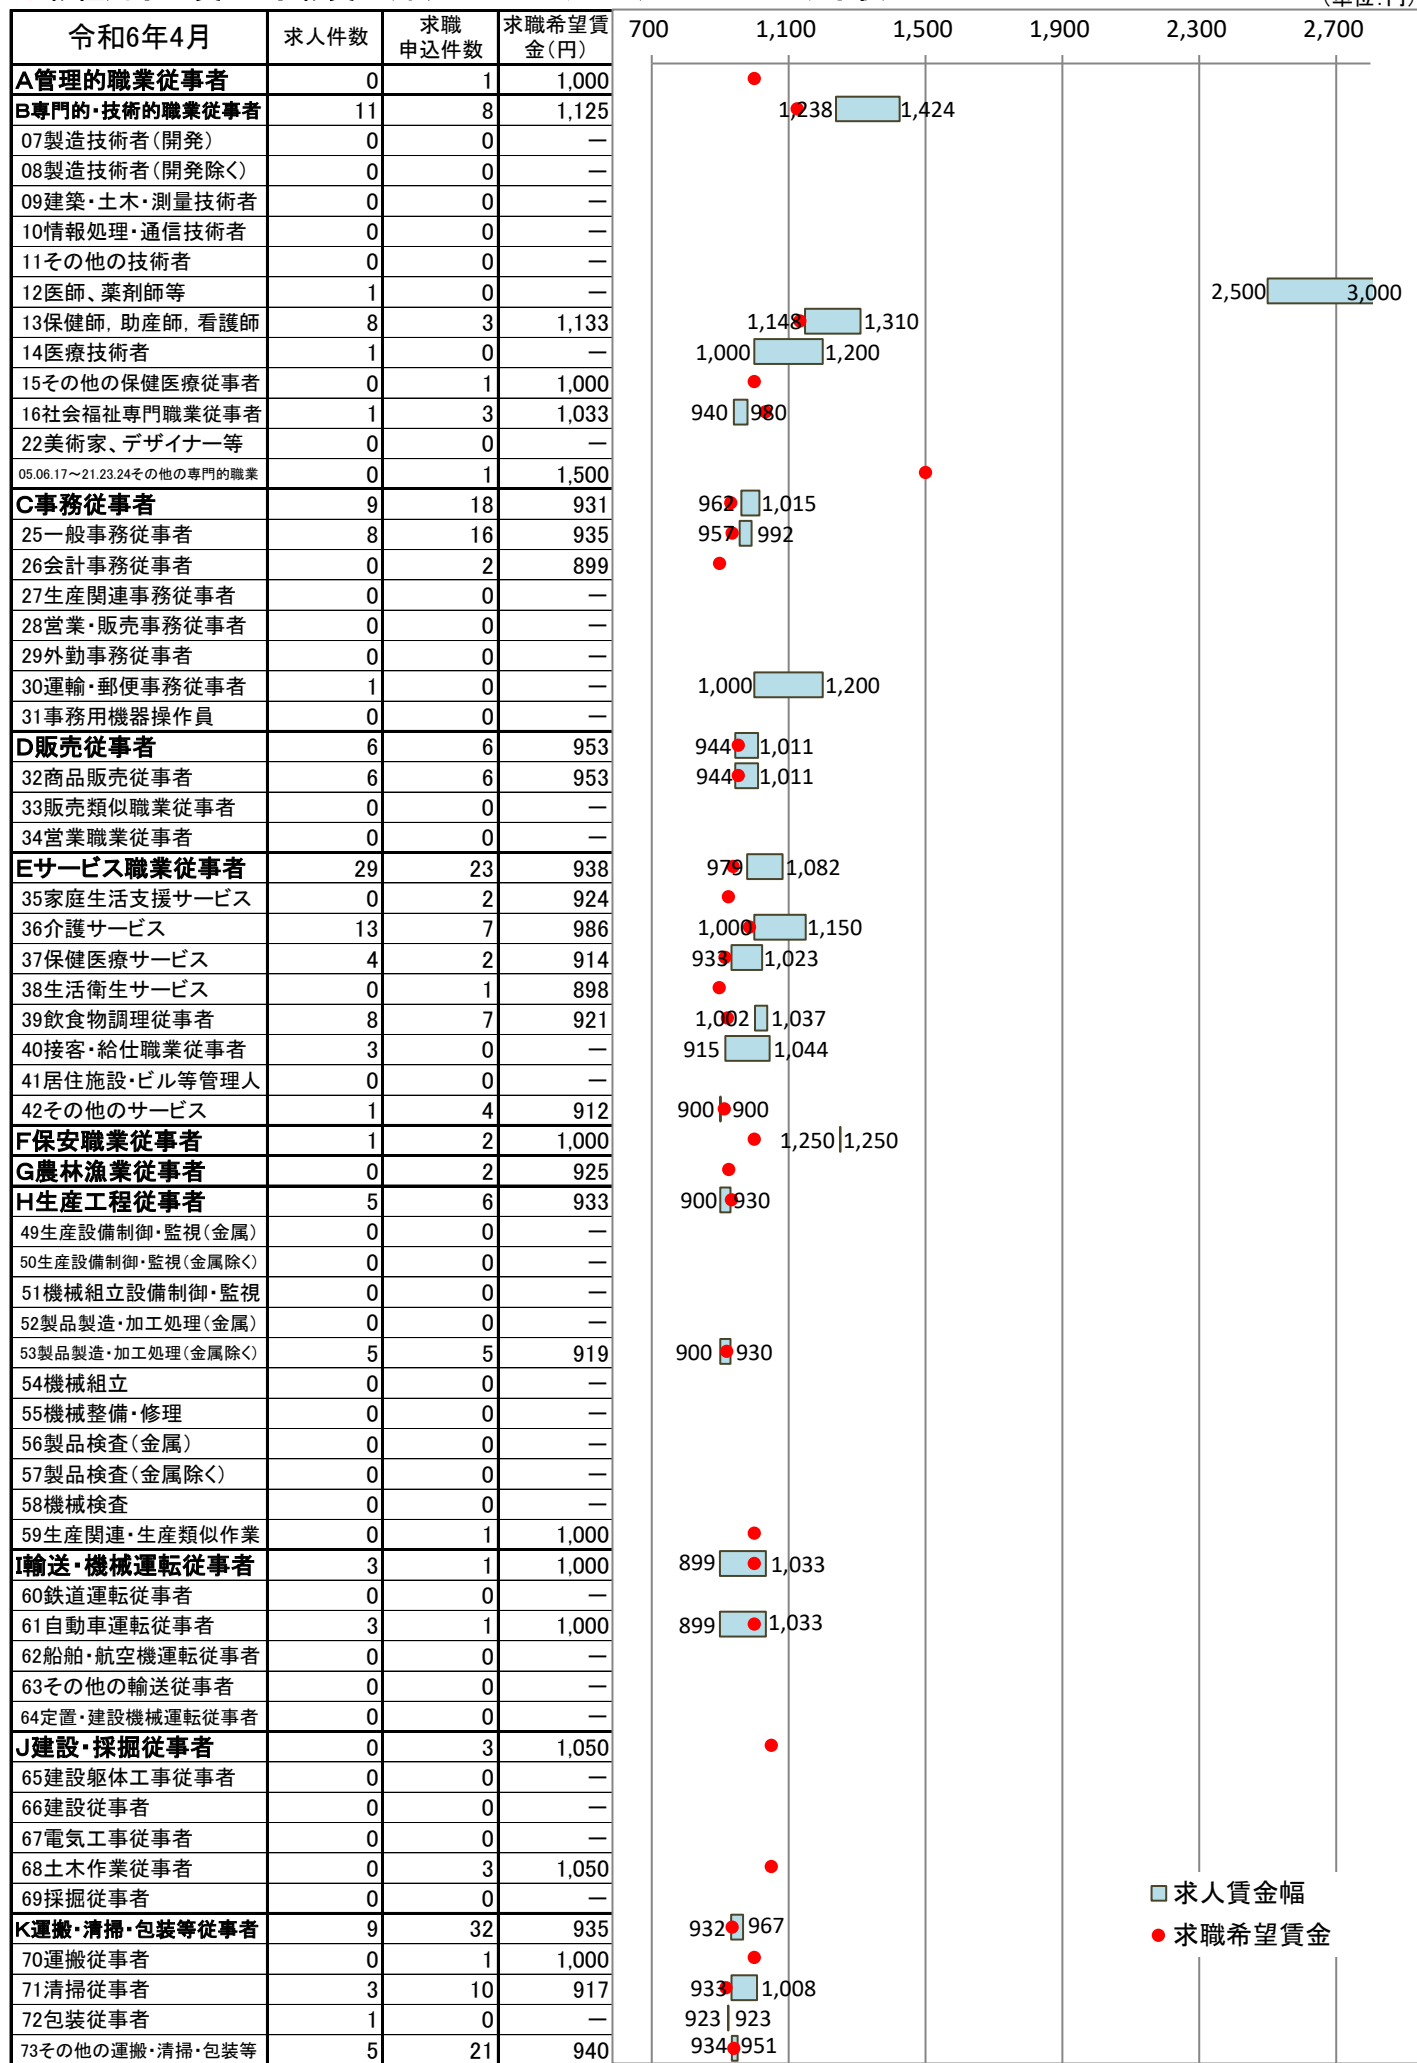 (単位:円)
令和6年4月 求人件数 求職申込件数 求職希望賃金(円) 700 1,100 1,500 1,900 2,300 2,700
A管理的職業従事者 0 1 1,000
B専門的・技術的職業従事者 11 8 1,125 1,238 1,424
07製造技術者(開発) 0 0 ―
08製造技術者(開発除く) 0 0 ―
09建築・土木・測量技術者 0 0 ―
10情報処理・通信技術者 0 0 ―
11その他の技術者 0 0 ―
12医師、薬剤師等 1 0 ― 2,500 3,000
13保健師,助産師,看護師 8 3 1,133 1,148 1,310
14医療技術者 1 0 ― 1,000 1,200
15その他の保健医療従事者 0 1 1,000
16社会福祉専門職業従事者 1 3 1,033 940 980
22美術家、デザイナー等 0 0 ―
05.06.17～21.23.24その他の専門的職業 0 1 1,500
C事務従事者 9 18 931 962 1,015
25一般事務従事者 8 16 935 957 992
26会計事務従事者 0 2 899
27生産関連事務従事者 0 0 ―
28営業・販売事務従事者 0 0 ―
29外勤事務従事者 0 0 ―
30運輸・郵便事務従事者 1 0 ― 1,000 1,200
31事務用機器操作員 0 0 ―
D販売従事者 6 6 953 944 1,011
32商品販売従事者 6 6 953 944 1,011
33販売類似職業従事者 0 0 ―
34営業職業従事者 0 0 ―
Eサービス職業従事者 29 23 938 979 1,082
35家庭生活支援サービス 0 2 924
36介護サービス 13 7 986 1,000 1,150
37保健医療サービス 4 2 914 933 1,023
38生活衛生サービス 0 1 898
39飲食物調理従事者 8 7 921 1,002 1,037
40接客・給仕職業従事者 3 0 ― 915 1,044
41居住施設・ビル等管理人 0 0 ―
42その他のサービス 1 4 912 900 900
F保安職業従事者 1 2 1,000 1,250 1,250
G農林漁業従事者 0 2 925
H生産工程従事者 5 6 933 900 930
49生産設備制御・監視(金属) 0 0 ―
50生産設備制御・監視(金属除く) 0 0 ―
51機械組立設備制御・監視 0 0 ―
52製品製造・加工処理(金属) 0 0 ―
53製品製造・加工処理(金属除く) 5 5 919 900 930
54機械組立 0 0 ―
55機械整備・修理 0 0 ―
56製品検査(金属) 0 0 ―
57製品検査(金属除く) 0 0 ―
58機械検査 0 0 ―
59生産関連・生産類似作業 0 1 1,000
I輸送・機械運転従事者 3 1 1,000 899 1,033
60鉄道運転従事者 0 0 ―
61自動車運転従事者 3 1 1,000 899 1,033
62船舶・航空機運転従事者 0 0 ―
63その他の輸送従事者 0 0 ―
64定置・建設機械運転従事者 0 0 ―
J建設・採掘従事者 0 3 1,050
65建設躯体工事従事者 0 0 ―
66建設従事者 0 0 ―
67電気工事従事者 0 0 ―
68土木作業従事者 0 3 1,050
69採掘従事者 0 0 ―
求人賃金幅
K運搬・清掃・包装等従事者 9 32 935 932 967
求職希望賃金
70運搬従事者 0 1 1,000
71清掃従事者 3 10 917 933 1,008
72包装従事者 1 0 ― 923 923
73その他の運搬・清掃・包装等 5 21 940 934 951